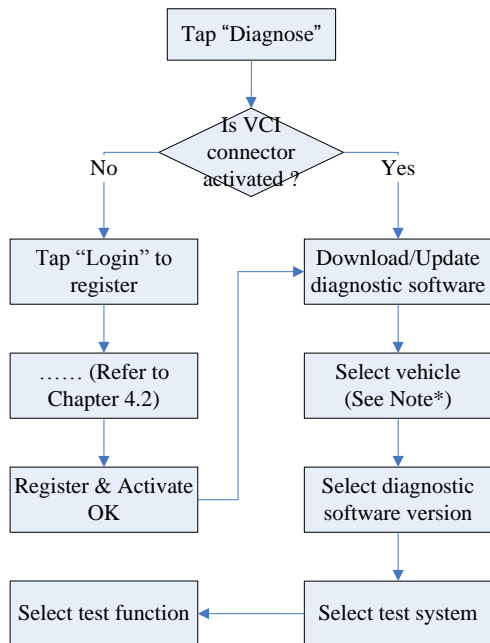 Tap “Diagnose”
Is VCI
connector
activated ?
No
Yes
Tap “Login” to
register
…… (Refer to
Chapter 4.2)
Register & Activate
OK
Download/Update
diagnostic software
Select vehicle
(See Note*)
Select diagnostic
software version
Select test system
Select test function